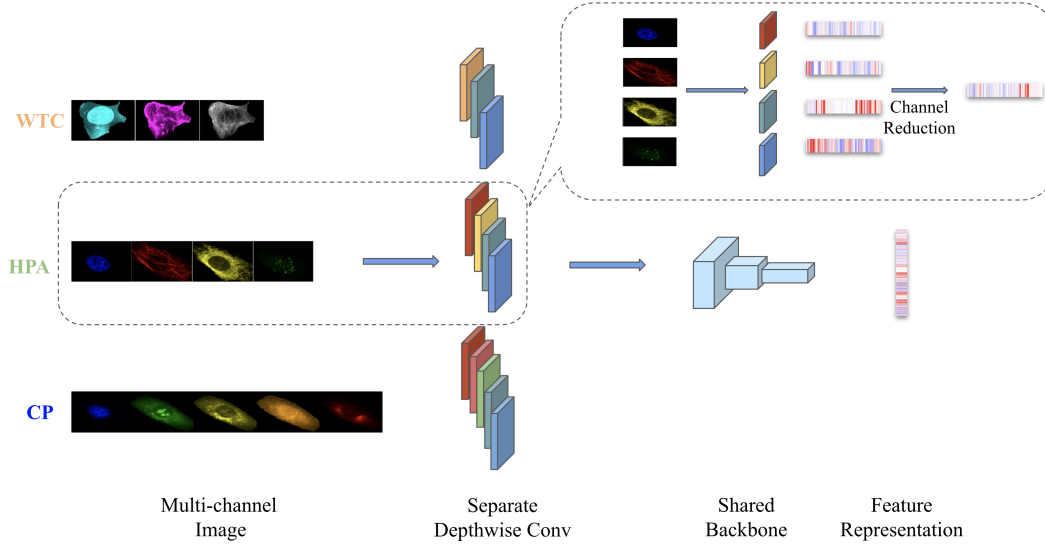 WTC
Channel
Reduction
HPA
CP
Multi-channel
Image
Separate
Depthwise Conv
Shared
Backbone
Feature
Representation